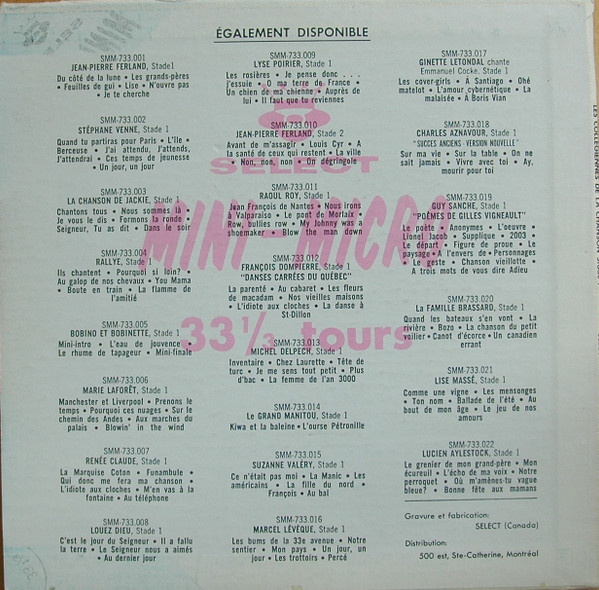 ÉGALEMENT DISPONIBLE
SMM-733.001
JEAN-PIERRE FERLAND, Stade1
Du côté de la lune • Les grands-pères
• Feuilles de gui • Lise • N'ouvre pas
• Je te cherche
SMM-733.002
STÉPHANE VENNE, Stade 1
Quand tu partiras pour Paris • L'île •
Berceuse • J'ai attendu, J'attends,
J'attendrai • Ces temps de jeunesse
• Un jour, un jour
SMM-733.003
LA CHANSON DE JACKIE, Stade 1
Chantons tous • Nous sommes là •
Je vous le dis • Formons la ronde •
Seigneur, Tu as dit • Dans le soir
SMM-733.004
RALLYE, Stade 1
Ils chantent • Pourquoi si loin? •
Au galop de nos chevaux • You Mama
• Boute en train • La flamme de
l'amitié
SMM-733.005
BOBINO ET BOBINETTE, Stade 1
Mini-intro • L'eau de jouvence •
Le rhume de tapageur • Mini-finale
SMM-733.006
MARIE LAFORÊT, Stade 1
Manchester et Liverpool • Prenons le
temps • Pourquoi ces nuages • Sur le
chemin des Andes • Aux marches du
palais • Blowin' in the wind
SMM-733.007
RENÉE CLAUDE, Stade 1
La Marquise Coton • Funambule •
Qui donc me fera ma chanson •
L'idiote aux cloches • M'en vas à la
fontaine • Au téléphone
SMM-733.008
LOUEZ DIEU, Stade 1
C'est le jour du Seigneur • Il a fallu
la terre • Le Seigneur nous a aimés
• Au dernier jour
SMM-733.009
LYSE POIRIER, Stade 1
Les rosières • Je pense donc . . .
j'essuie • O ma terre de France •
Un chien de ma chienne • Auprès de
lui • Il faut que tu reviennes
SMM-733.010
JEAN-PIERRE FERLAND, Stade 2
Avant de m'assagir • Louis Cyr • A
la santé de ceux qui restent • La ville
• Non, non, non • On dégringole
SMM-733.011
RAOUL ROY, Stade 1
Jean François de Nantes • Nous irons
à Valparaiso • Le pont de Morlaix •
Row, bullies row • My Johnny was a
shoemaker • Blow the man down
SMM-733.012
FRANÇOIS DOMPIERRE, Stade 1
"DANSES CARRÉES DU QUÉBEC"
La parenté • Au cabaret • Les fleurs
de macadam • Nos vieilles maisons
• L'idiote aux cloches • La danse à
St-Dillon
SMM-733.013
MICHEL DELPECH, Stade 1
Inventaire • Chez Laurette • Tête de
turc • Je me sens tout petit • Plus
d'bac • La femme de l'an 3000
SMM-733.014
Le GRAND MANITOU, Stade 1
Kiwa et la baleine • L'ourse Pétronille
SMM-733.015
SUZANNE VALÉRY, Stade 1
Ce n'était pas moi • La Manic • Les
américains • La fille du nord •
François • Au bal
SMM-733.016
MARCEL LÉVÊQUE, Stade 1
Les bums de la 33e avenue • Notre
sentier • Mon pays • Un jour, un
jour • Les trottoirs • Percé
SMM-733.017
GINETTE LETONDAL chante
Emmanuel Cocke, Stade 1
Les cover-girls • À Santiago • Ohé
matelot • L'amour cybernétique • La
malaisée • À Boris Vian
SMM-733.018
CHARLES AZNAVOUR, Stade 1
"SUCCES ANCIENS - VERSION NOUVELLE"
Sur ma vie • Sur la table • On ne
sait jamais • Vivre avec toi • Ay,
mourir pour toi
SMM-733.019
GUY SANCHE, Stade 1
"POÈMES DE GILLES VIGNEAULT"
Le poète • Anonymes • L'oeuvre •
Lionel Jacob • Supplique • 2003 •
Le départ • Figure de proue • Le
paysage • A l'envers • Personnages
• Le geste • Chanson vieillotte •
A trois mots de vous dire Adieu
SMM-733.020
La FAMILLE BRASSARD, Stade 1
Quand les bateaux s'en vont • La
rivière • Bozo • La chanson du petit
voilier • Canot d'écorce • Un canadien
errant
SMM-733.021
LISE MASSÉ, Stade 1
Comme une vigne • Les mensonges
• Ton nom • Ballade de l'été • Au
bout de mon âge • Le jeu de nos
amours
SMM-733.022
LUCIEN AYLESTOCK, Stade 1
Le grenier de mon grand-père • Mon
écureuil • L'écho de ma voix • Notre
perroquet • Où m'amènes-tu vague
bleue? • Bonne fête aux mamans
Gravure et fabrication:
SELECT (Canada)
Distribution:
500 est, Ste-Catherine, Montréal
SELECT
MINI-MICRO
33 1/3 tours